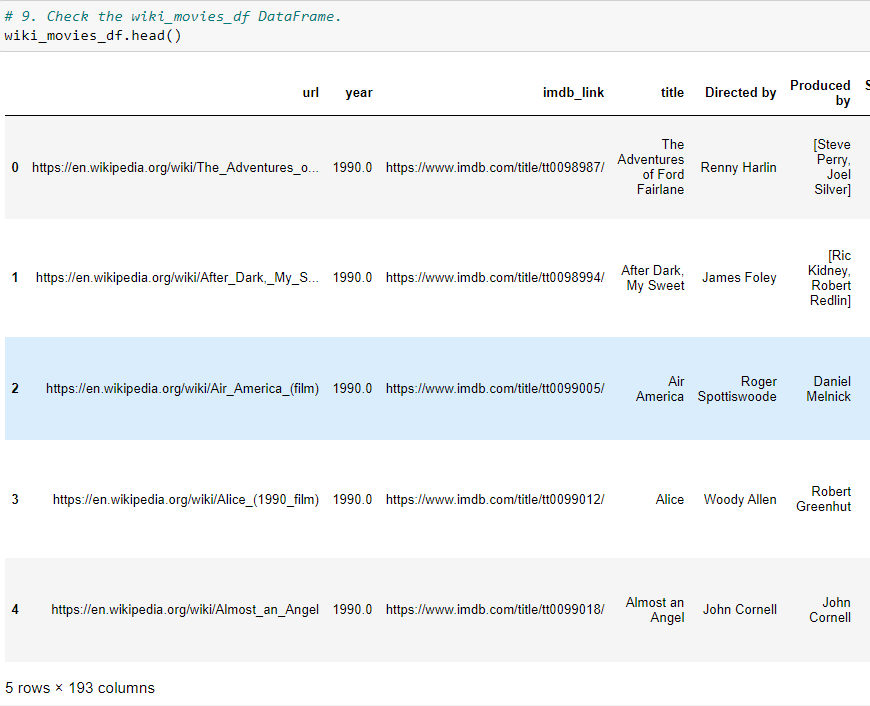 # 9. Check the wiki_movies_df DataFrame.
wiki_movies_df.head()
url year imdb_link title Directed by Produced by S
0 https://en.wikipedia.org/wiki/The_Adventures_o... 1990.0 https://www.imdb.com/title/tt0098987/ The Adventures of Ford Fairlane Renny Harlin [Steve Perry, Joel Silver]
1 https://en.wikipedia.org/wiki/After_Dark,_My_S... 1990.0 https://www.imdb.com/title/tt0098994/ After Dark, My Sweet James Foley [Ric Kidney, Robert Redlin]
2 https://en.wikipedia.org/wiki/Air_America_(film) 1990.0 https://www.imdb.com/title/tt0099005/ Air America Roger Spottiswoode Daniel Melnick
3 https://en.wikipedia.org/wiki/Alice_(1990_film) 1990.0 https://www.imdb.com/title/tt0099012/ Alice Woody Allen Robert Greenhut
4 https://en.wikipedia.org/wiki/Almost_an_Angel 1990.0 https://www.imdb.com/title/tt0099018/ Almost an Angel John Cornell John Cornell
5 rows × 193 columns